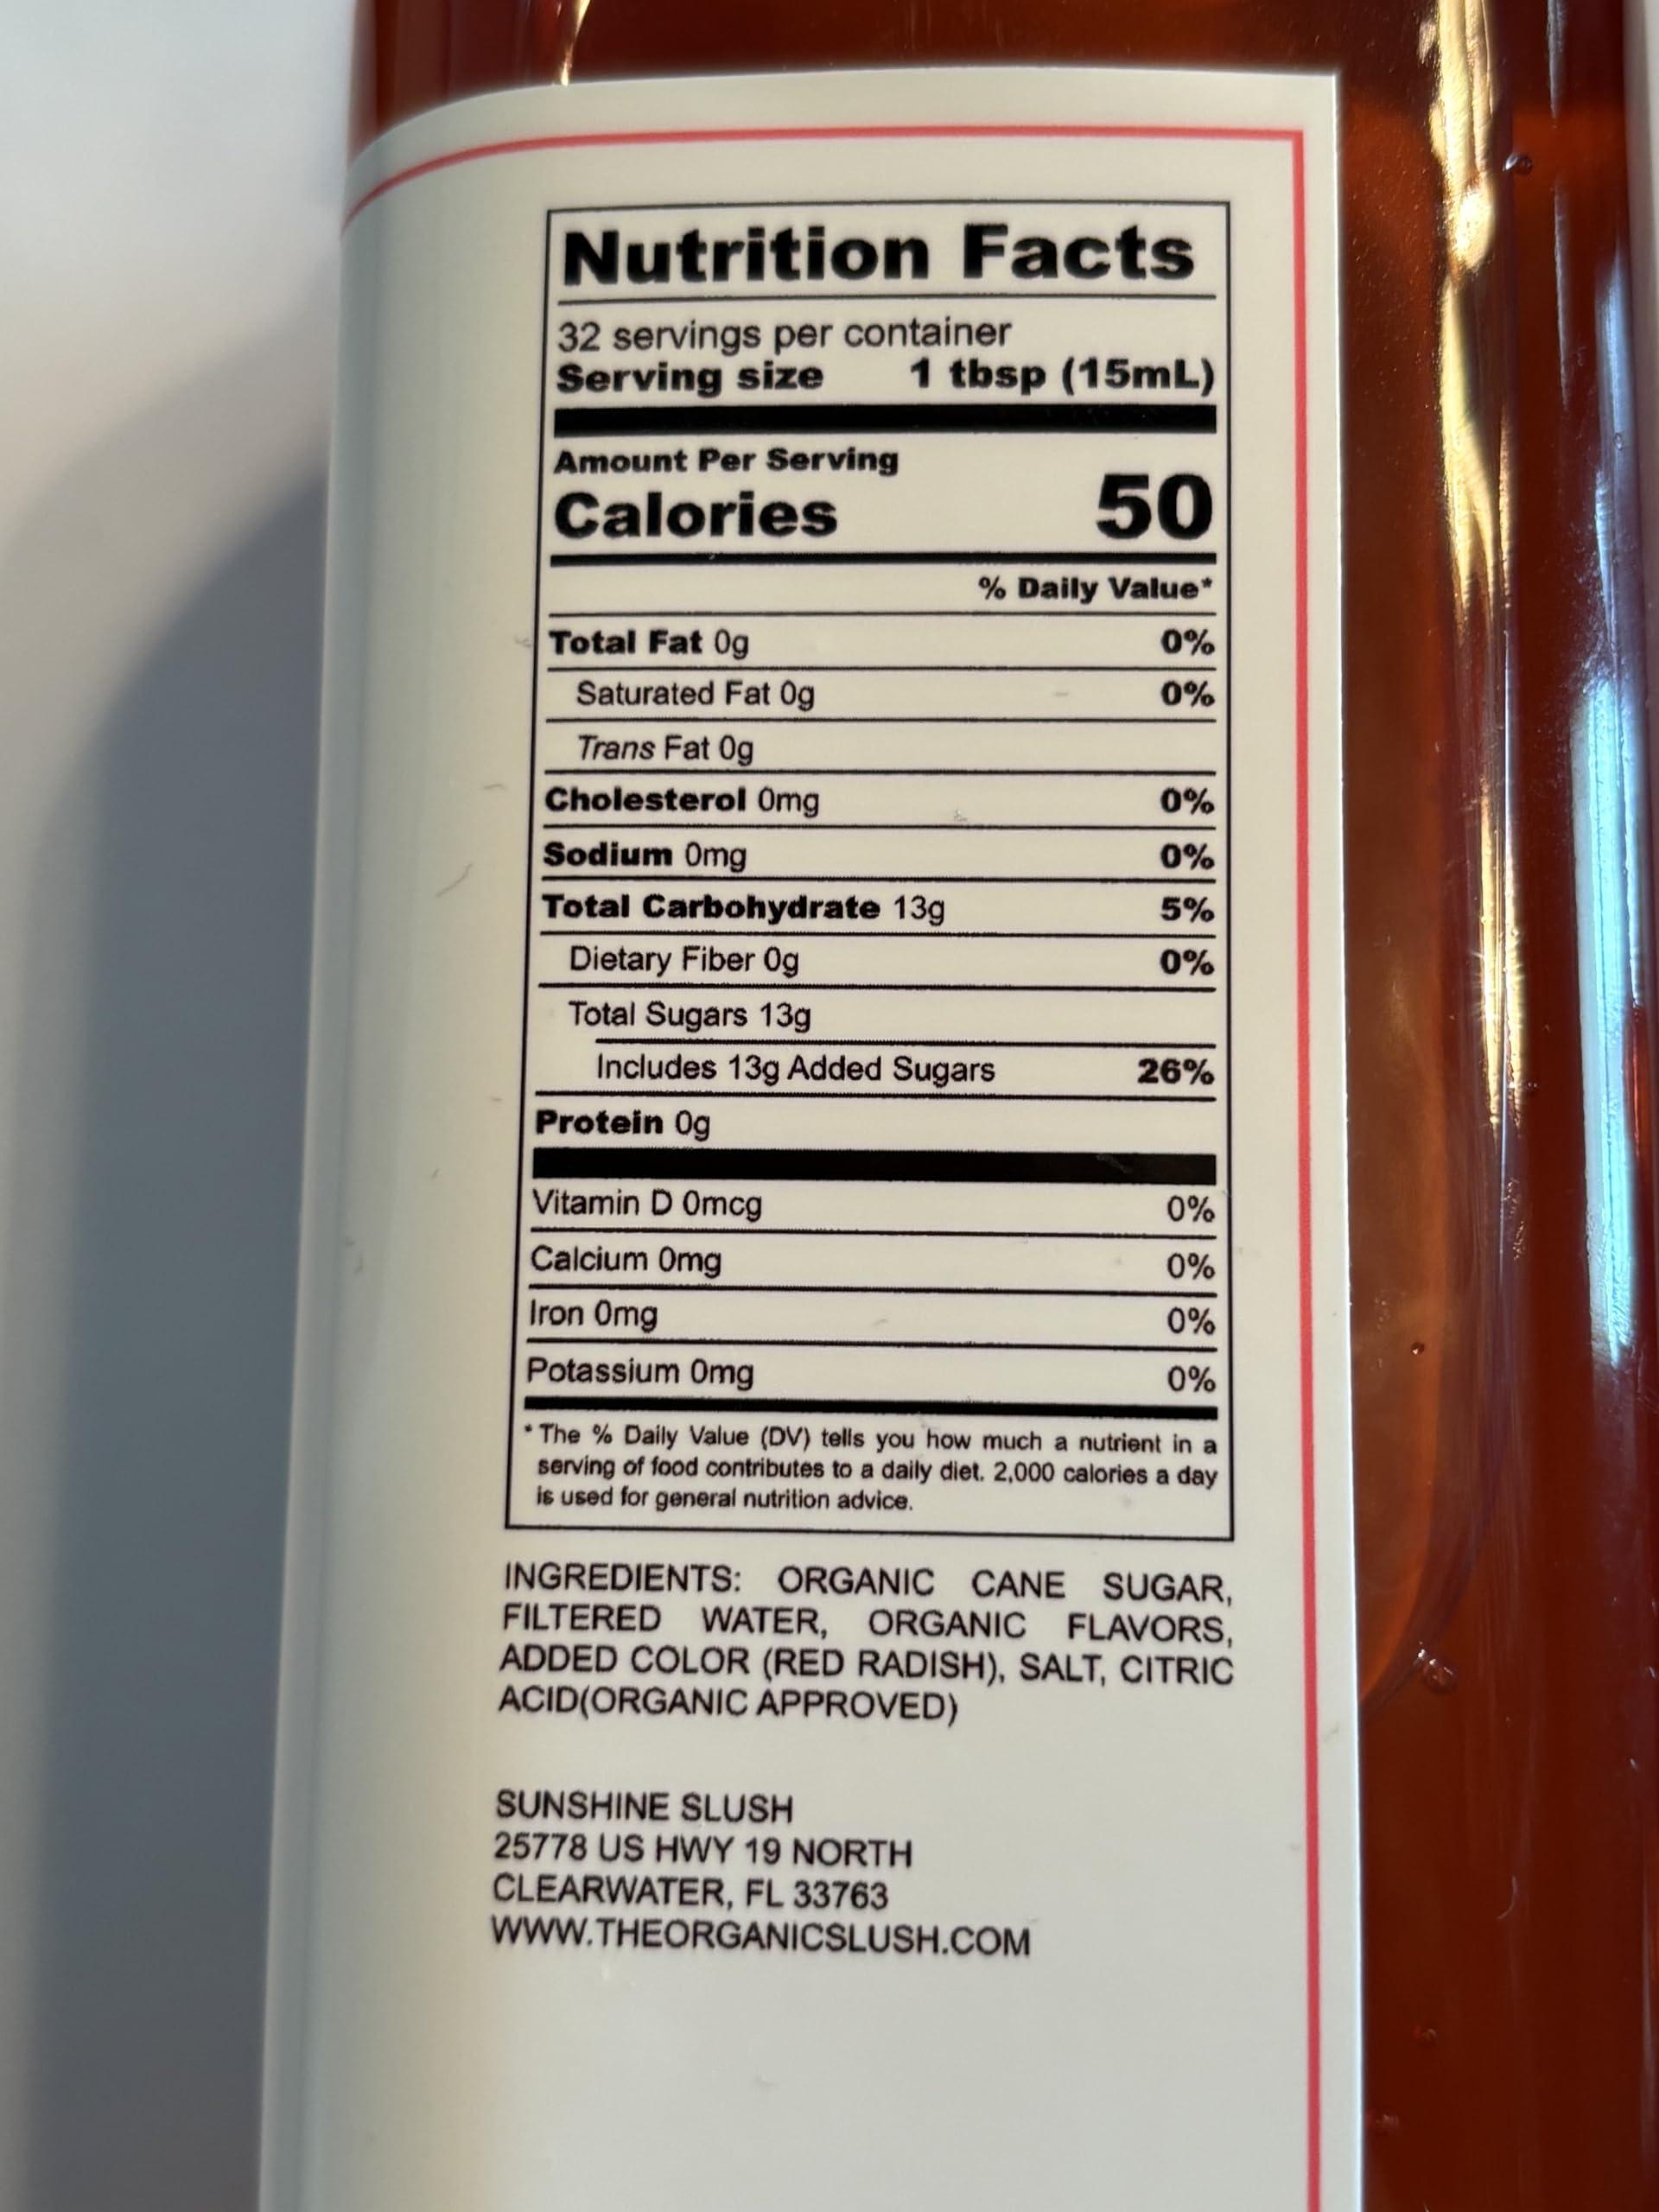 Nutrition Facts
32 servings per container
Serving size 1 tbsp (15mL)
Amount Per Serving
Calories 50
% Daily Value*
Total Fat 0g 0%
Saturated Fat 0g 0%
Trans Fat 0g
Cholesterol 0mg 0%
Sodium 0mg 0%
Total Carbohydrate 13g 5%
Dietary Fiber 0g 0%
Total Sugars 13g
Includes 13g Added Sugars 26%
Protein 0g
Vitamin D 0mcg 0%
Calcium 0mg 0%
Iron 0mg 0%
Potassium 0mg 0%
* The % Daily Value (DV) tells you how much a nutrient in a
serving of food contributes to a daily diet. 2,000 calories a day
is used for general nutrition advice.
INGREDIENTS: ORGANIC CANE SUGAR,
FILTERED WATER, ORGANIC FLAVORS,
ADDED COLOR (RED RADISH), SALT, CITRIC
ACID(ORGANIC APPROVED)
SUNSHINE SLUSH
25778 US HWY 19 NORTH
CLEARWATER, FL 33763
WWW.THEORGANICSLUSH.COM